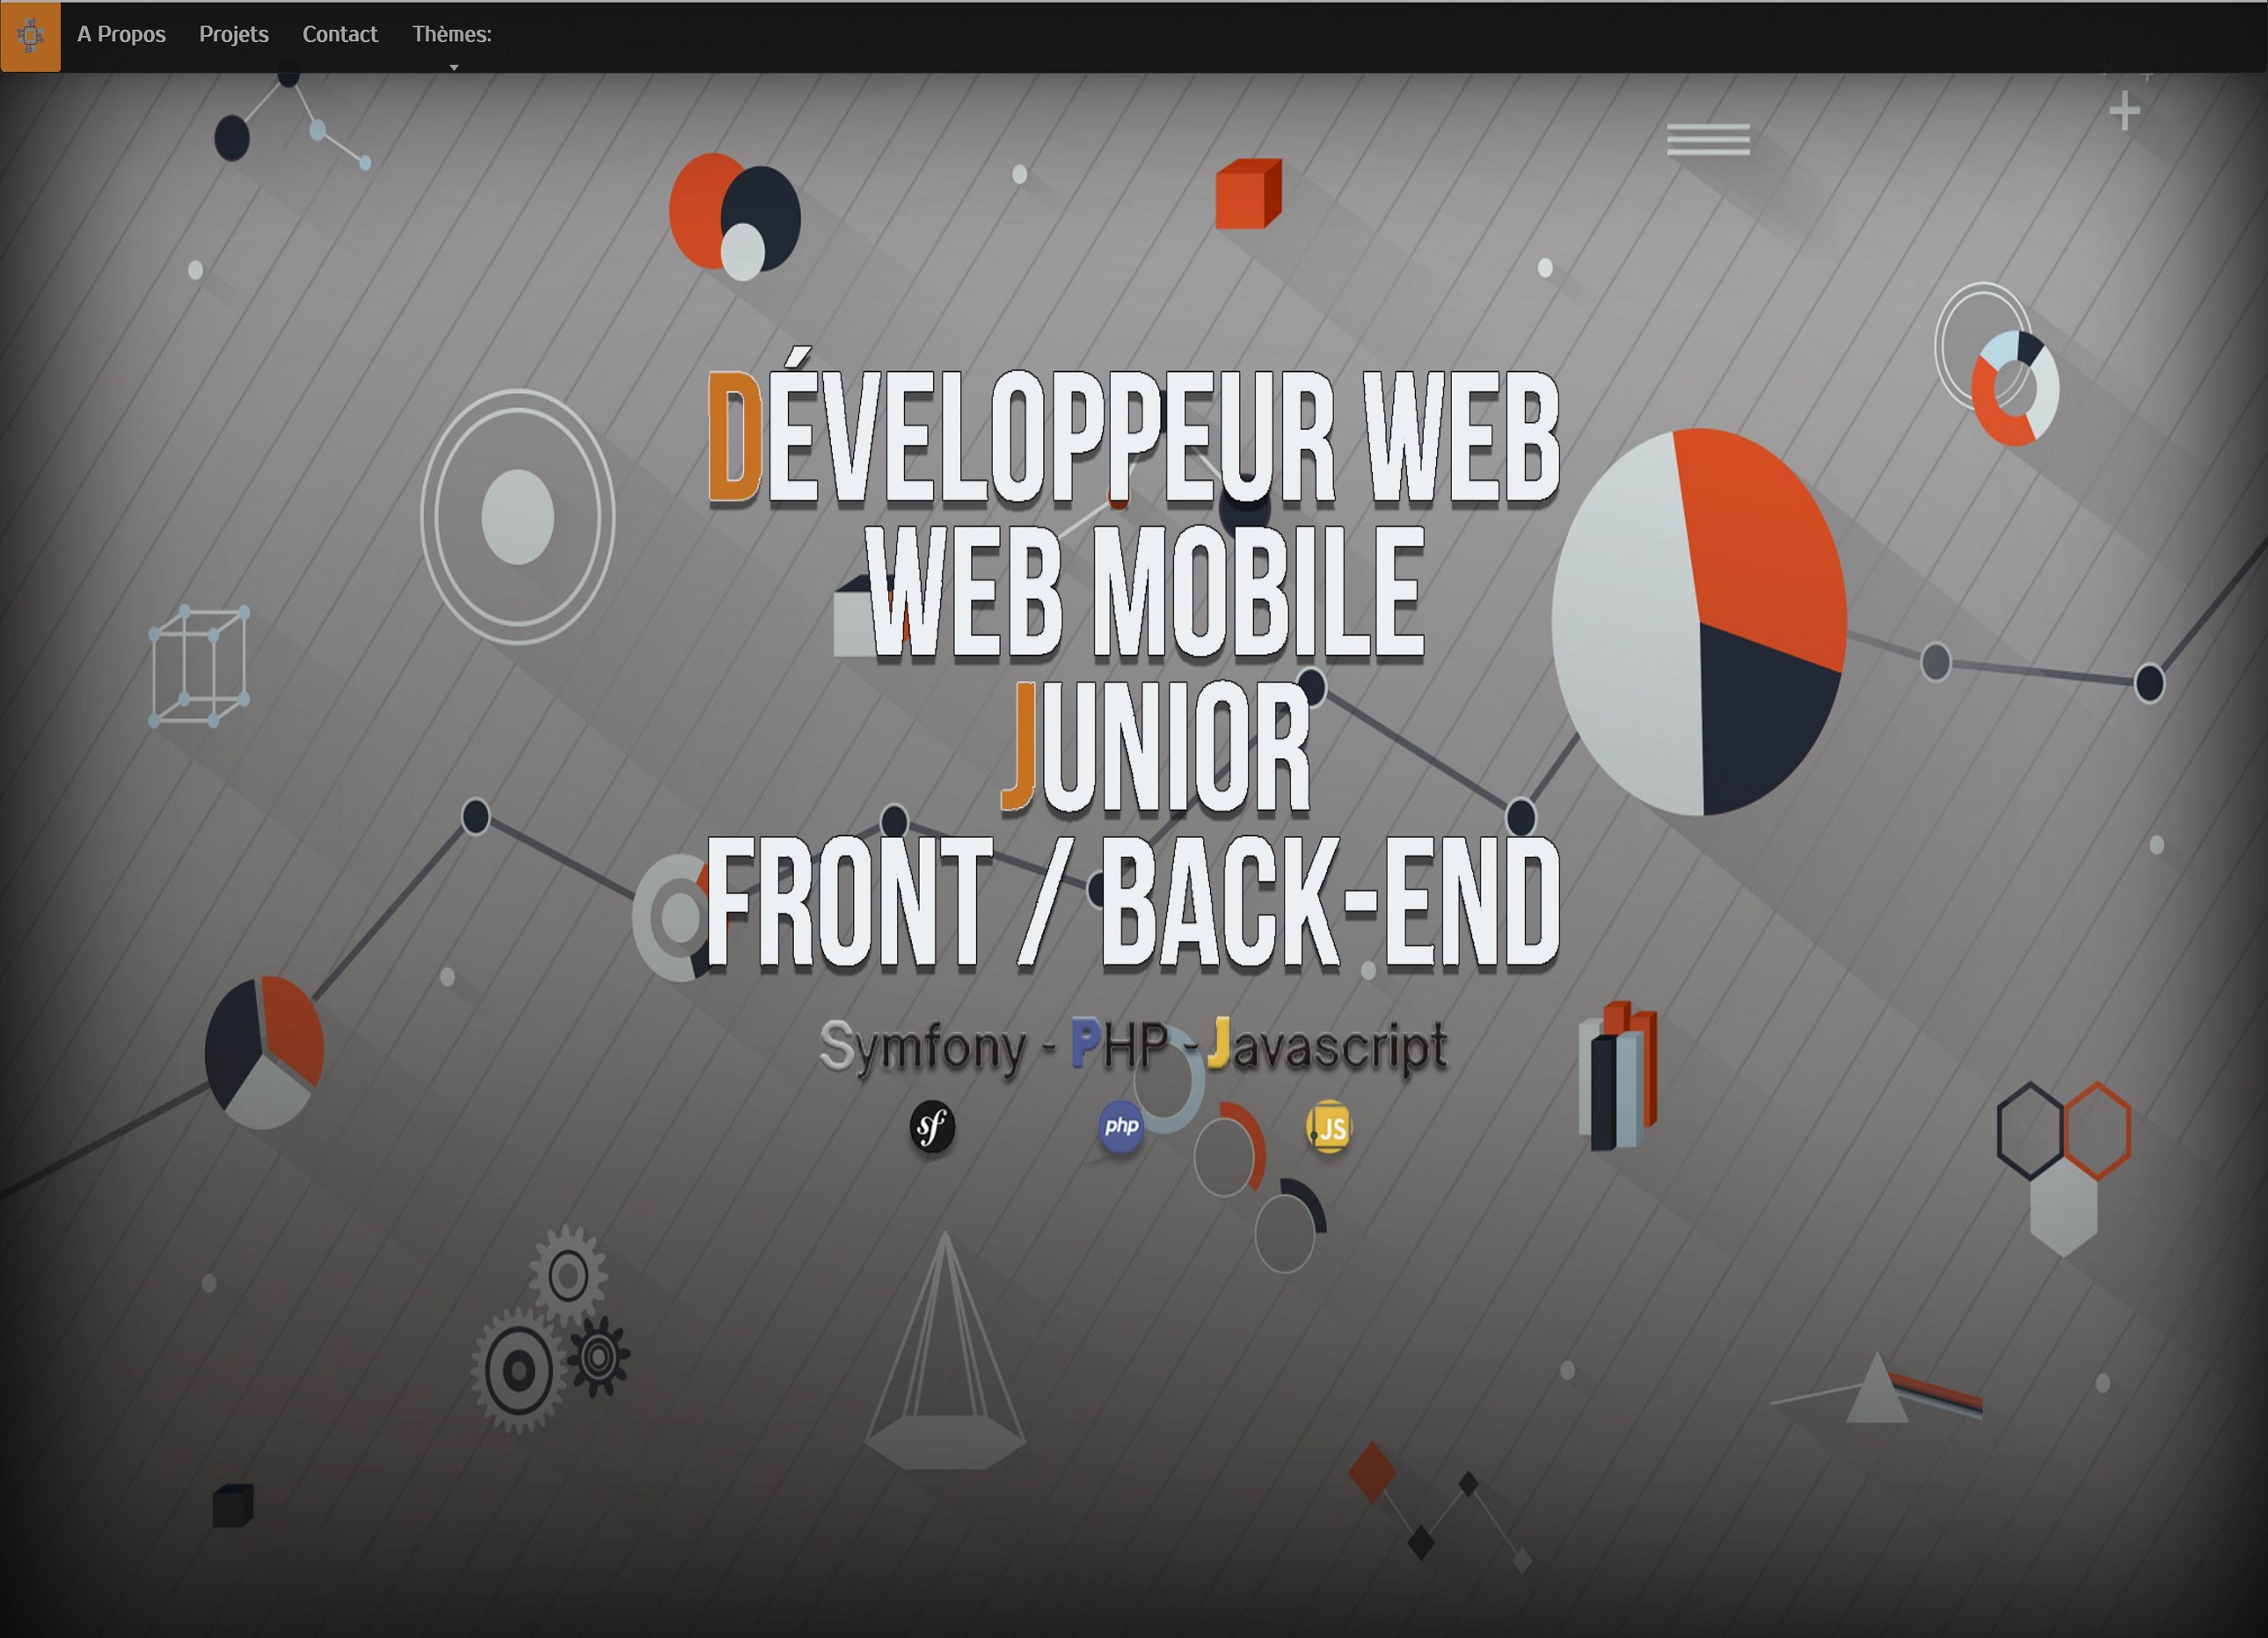 A Propos Projets Contact Thèmes:
DÉVELOPPEUR WEB
WEB MOBILE
JUNIOR
FRONT / BACK-END
Symfony - PHP - Javascript
sf php JS